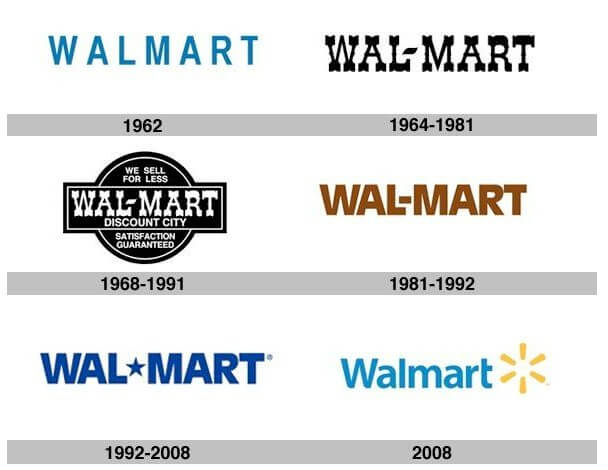 WALMART
WAL-MART
1962
1964-1981
WE SELL
FOR LESS
WAL-MART
DISCOUNT CITY
SATISFACTION
GUARANTEED
WAL-MART
1968-1991
1981-1992
WAL★MART®
Walmart
1992-2008
2008